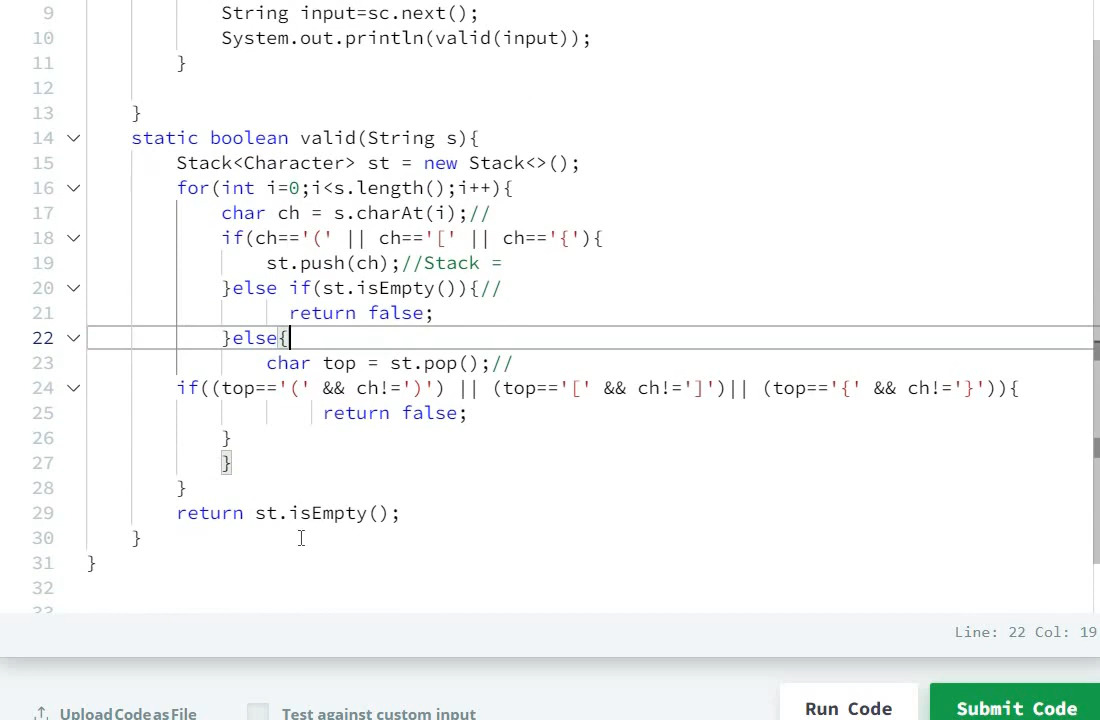 9 String input=sc.next();
10 System.out.println(valid(input));
11 }
12
13 }
14 static boolean valid(String s){
15 Stack<Character> st = new Stack<>();
16 for(int i=0;i<s.length();i++){
17 char ch = s.charAt(i);//
18 if(ch=='(' || ch=='[' || ch=='{'){
19 st.push(ch);//Stack =
20 }else if(st.isEmpty()){//
21 return false;
22 }else{
23 char top = st.pop();//
24 if((top=='(' && ch!=')') || (top=='[' && ch!=']')|| (top=='{' && ch!='}')){
25 return false;
26 }
27 }
28 }
29 return st.isEmpty();
30 }
31 }
32
33
Line: 22 Col: 19
Upload Code as File
Test against custom input
Run Code
Submit Code